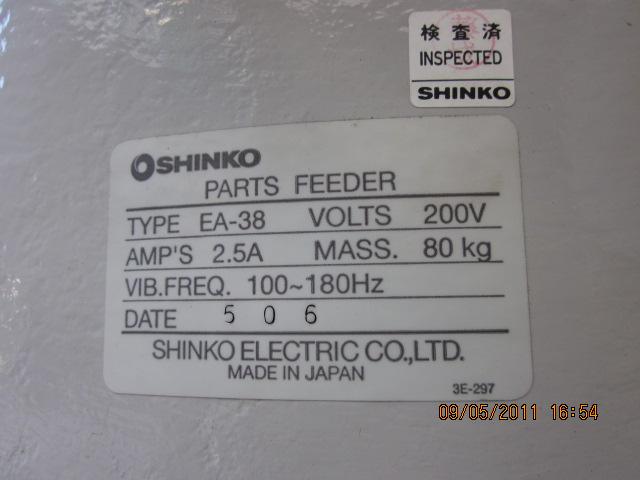 検査済
INSPECTED
SHINKO
SHINKO
PARTS FEEDER
TYPE EA-38 VOLTS 200V
AMP'S 2.5A MASS. 80 kg
VIB.FREQ. 100~180Hz
DATE 5 0 6
SHINKO ELECTRIC CO.,LTD.
MADE IN JAPAN
3E-297
09/05/2011 16:54